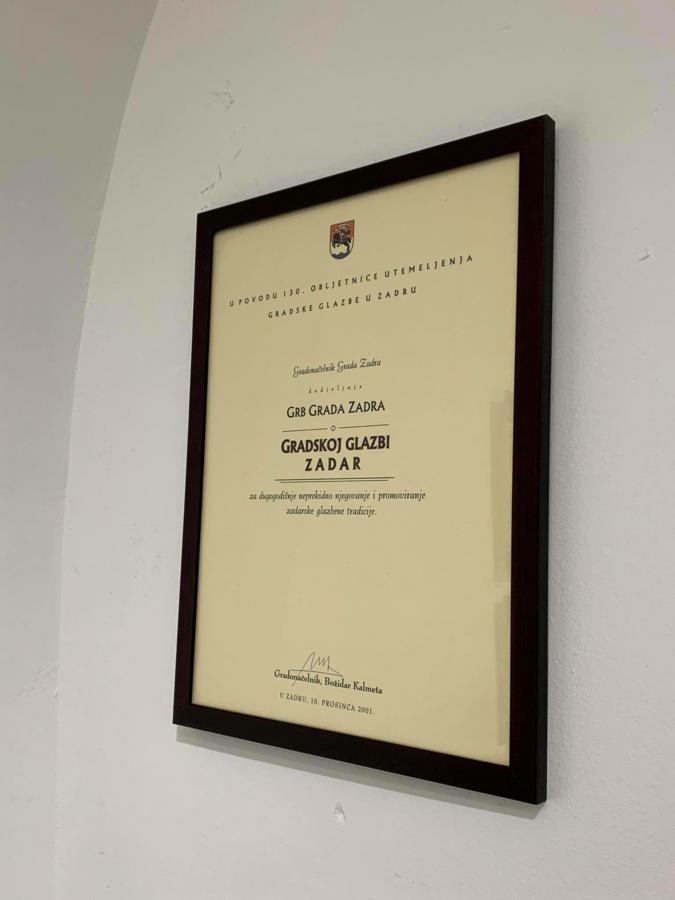 U POVODU 130. OBLJETNICE UTEMELJENJA
GRADSKE GLAZBE U ZADRU
Gradonačelnik Grada Zadra
dodjeljuje
GRB GRADA ZADRA
GRADSKOJ GLAZBI
ZADAR
za dugogodišnje neprekidno njegovanje i promoviranje
zadarske glazbene tradicije.
Gradonačelnik, Božidar Kalmeta
U ZADRU, 10. PROSINCA 2001.